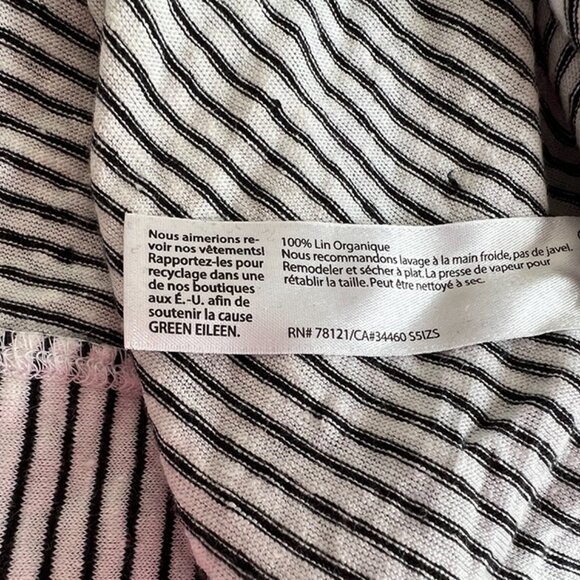 Nous aimerions re-
voir nos vêtements!
Rapportez-les pour
recyclage dans une
de nos boutiques
aux É.-U. afin de
soutenir la cause
GREEN EILEEN.
100% Lin Organique
Nous recommandons lavage à la main froide, pas de javel.
Remodeler et sécher à plat. La presse de vapeur pour
rétablir la taille. Peut être nettoyé à sec.
RN# 78121/CA#34460 S5IZS